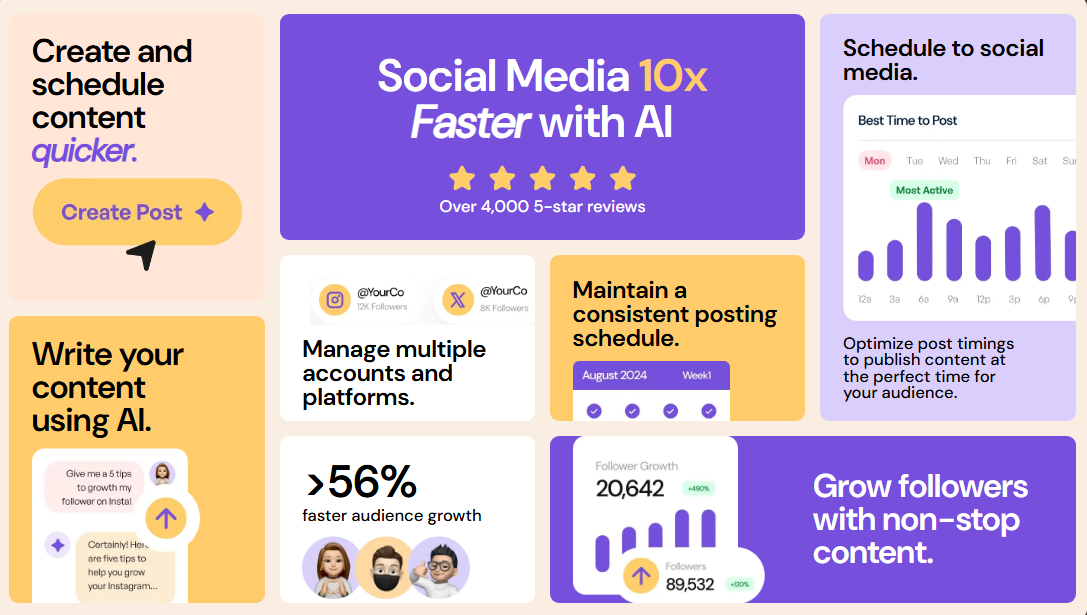 Create and
schedule
content
quicker.
Create Post
Social Media 10x
Faster with AI
Over 4,000 5-star reviews
Schedule to social
media.
Best Time to Post
Mon Tue Wed Thu Fri Sat Sun
Most Active
12a 3a 6a 9a 12p 3p 6p 9p
Optimize post timings
to publish content at
the perfect time for
your audience.
@YourCo
12K Followers
@YourCo
8K Followers
Manage multiple
accounts and
platforms.
Maintain a
consistent posting
schedule.
August 2024 Week1
Write your
content
using AI.
Give me a 5 tips
to growth my
follower on Insta!
Certainly! Here
are five tips to
help you grow
your Instagram...
>56%
faster audience growth
Follower Growth
20,642 +490%
Followers
89,532 +120%
Grow followers
with non-stop
content.